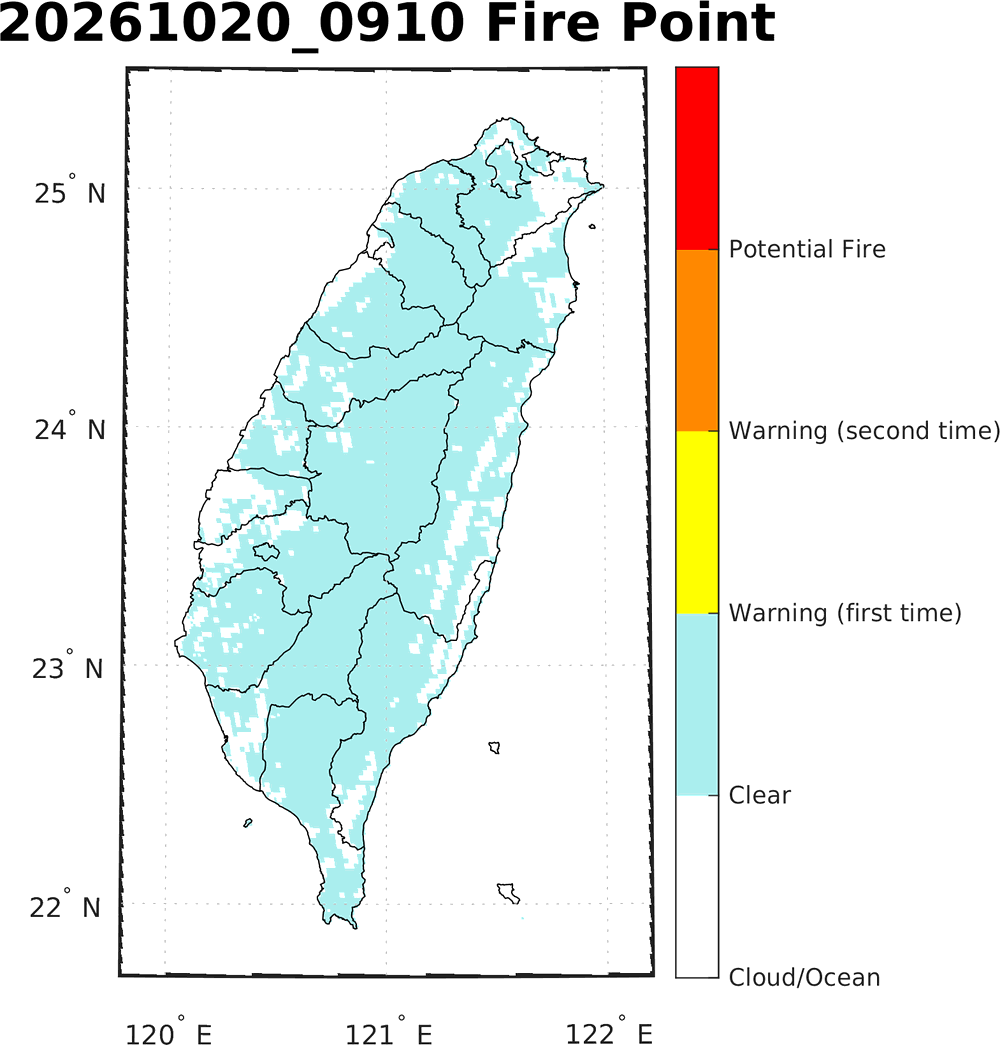 20261020_0910 Fire Point
25° N
24° N
23° N
22° N
120° E
121° E
122° E
Potential Fire
Warning (second time)
Warning (first time)
Clear
Cloud/Ocean